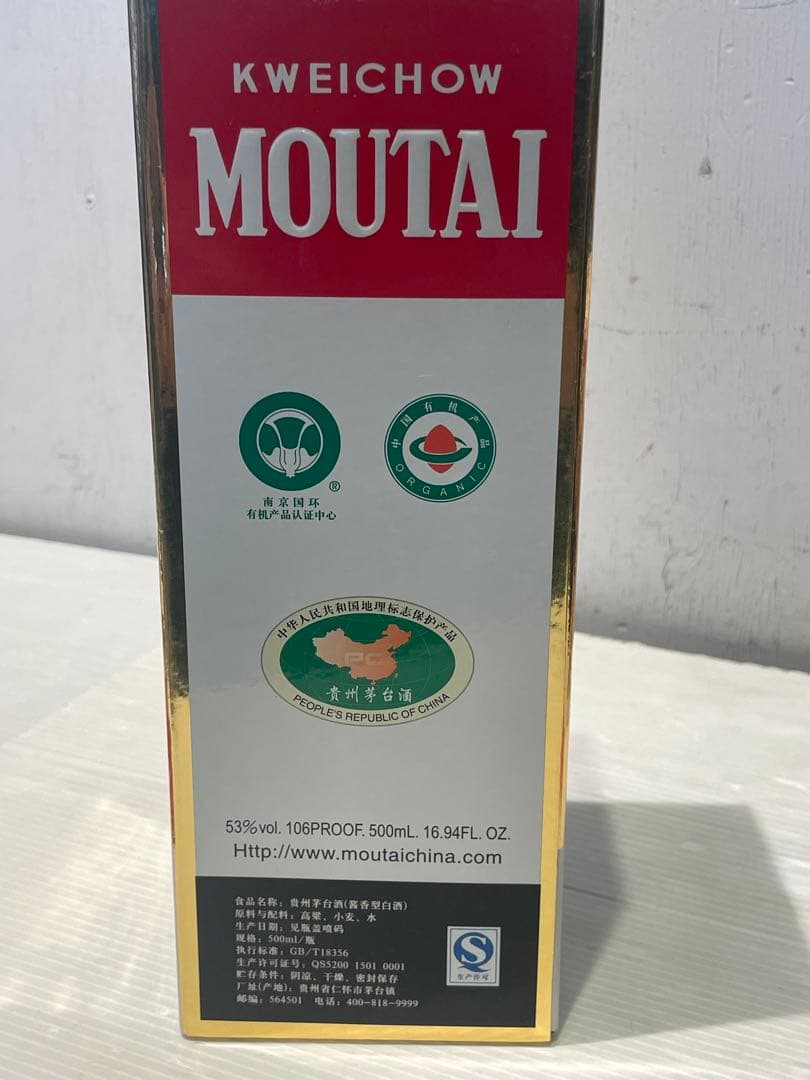 KWEICHOW
MOUTAI
®
南京国环
有机产品认证中心
中国有机产品
ORGANIC
中华人民共和国地理标志保护产品
PGI
贵州茅台酒
PEOPLE'S REPUBLIC OF CHINA
53%vol. 106PROOF. 500mL. 16.94FL. OZ.
Http://www.moutaichina.com
食品名称：贵州茅台酒(酱香型白酒)
原料与配料：高粱、小麦、水
生产日期：见瓶盖喷码
规格：500ml/瓶
执行标准：GB/T18356
生产许可证号：QS5200 1501 0001
贮存条件：阴凉、干燥、密封保存
厂址(产地)：贵州省仁怀市茅台镇
邮编：564501 电话：400-818-9999
生产许可